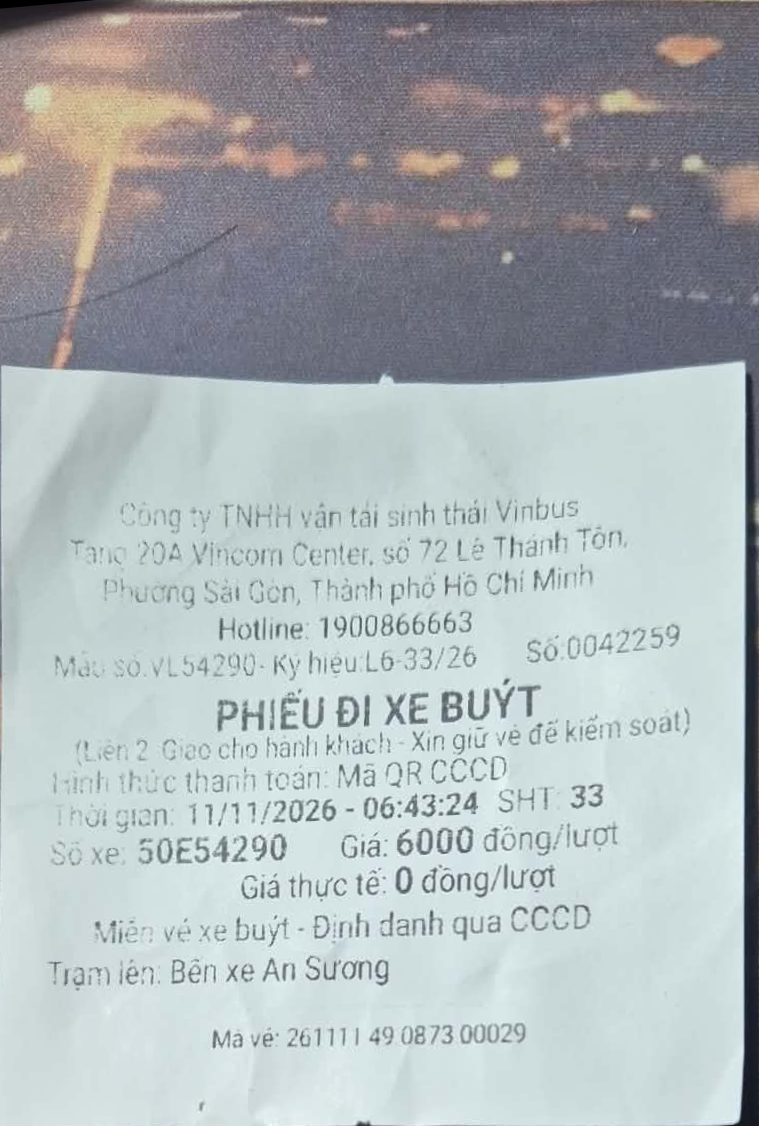 Công ty TNHH vận tải sinh thái Vinbus
Tầng 20A Vincom Center, số 72 Lê Thánh Tôn,
Phường Sài Gòn, Thành phố Hồ Chí Minh
Hotline: 1900866663
Mẫu số:VL54290- Ký hiệu:L6-33/26 Số:0042259
PHIẾU ĐI XE BUÝT
(Liên 2: Giao cho hành khách - Xin giữ vé để kiểm soát)
Hình thức thanh toán: Mã QR CCCD
Thời gian: 11/11/2026 - 06:43:24 SHT: 33
Số xe: 50E54290 Giá: 6000 đồng/lượt
Giá thực tế: 0 đồng/lượt
Miễn vé xe buýt - Định danh qua CCCD
Trạm lên: Bến xe An Sương
Mã vé: 261111 49 0873 00029